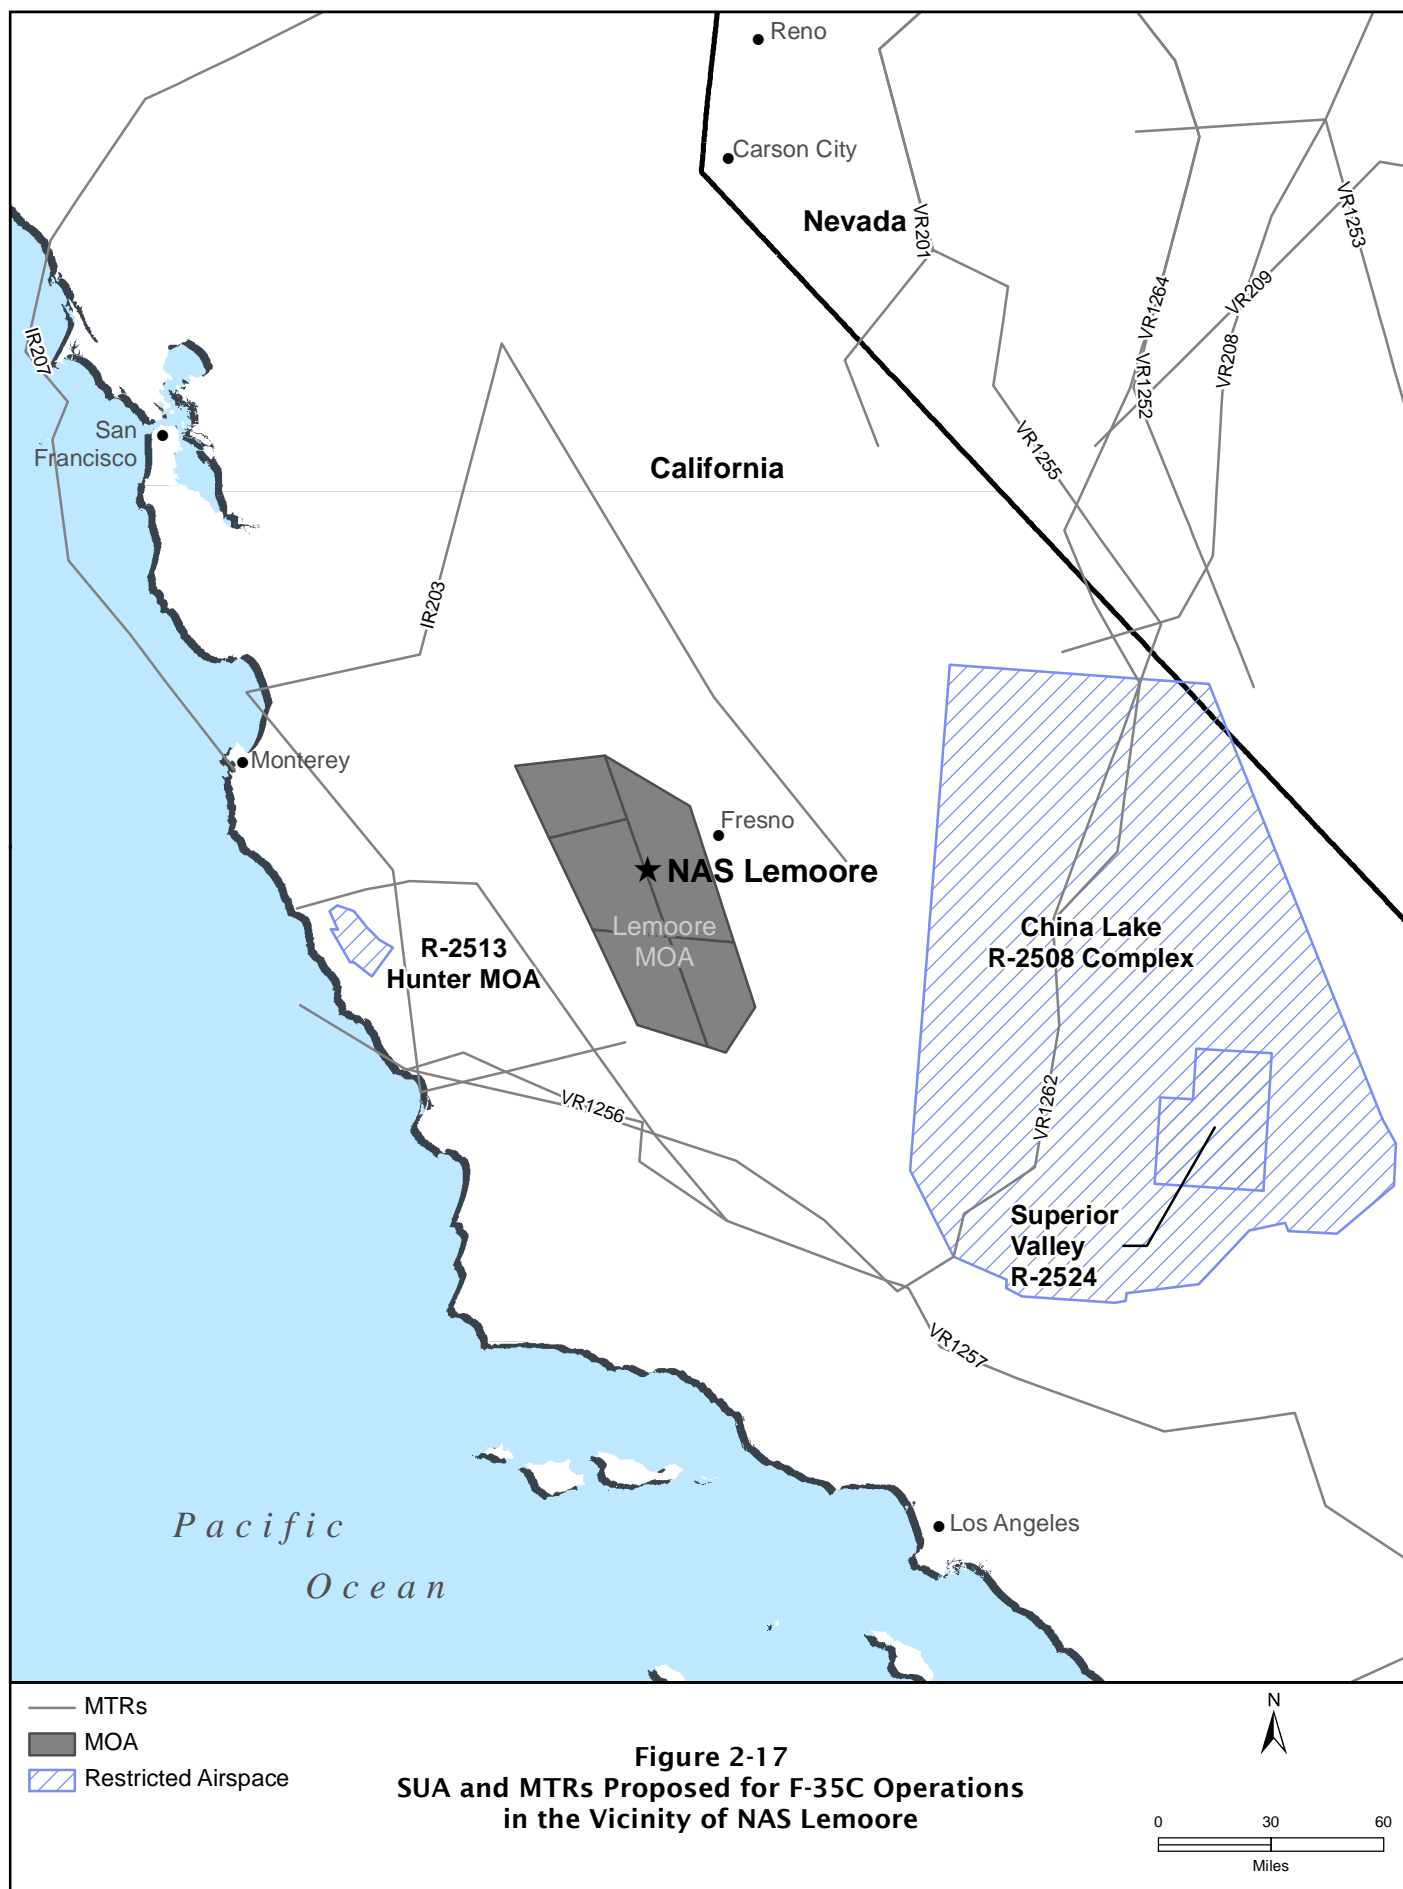 Reno
Carson City
Nevada
VR201
VR1253
VR1264
VR209
IR207
VR208
VR1252
San
Francisco
VR1255
California
IR203
Monterey
Fresno
NAS Lemoore
Lemoore
MOA
R-2513
Hunter MOA
China Lake
R-2508 Complex
VR1256
VR1262
Superior
Valley
R-2524
VR1257
Los Angeles
Pacific
Ocean
MTRs
MOA
Restricted Airspace
Figure 2-17
SUA and MTRs Proposed for F-35C Operations
in the Vicinity of NAS Lemoore
N
0 30 60
Miles